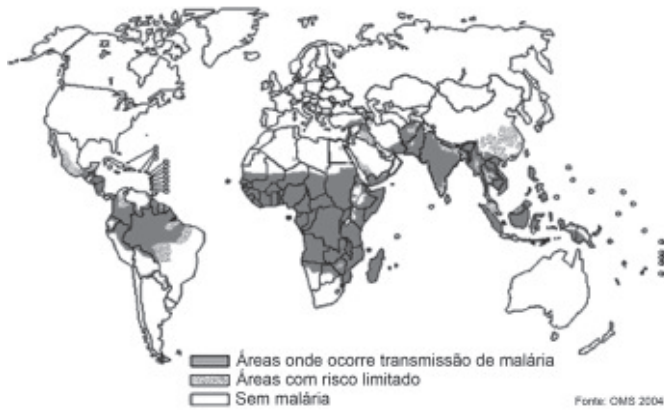 Áreas onde ocorre transmissão de malária
Áreas com risco limitado
Sem malária
Fonte: OMS 2004